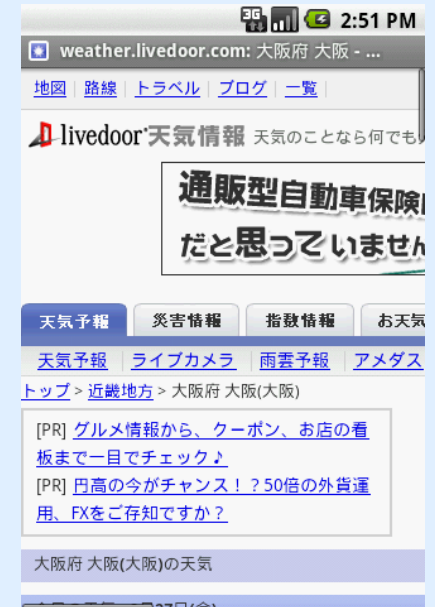 3G 2:51 PM
weather.livedoor.com: 大阪府 大阪 - ...
地図 路線 トラベル ブログ 一覧
livedoor 天気情報 天気のことなら何でも
通販型自動車保険
だと思っていません
天気予報 災害情報 指数情報 お天気
天気予報 ライブカメラ 雨雲予報 アメダス
トップ > 近畿地方 > 大阪府 大阪(大阪)
[PR] グルメ情報から、クーポン、お店の看
板まで一目でチェック♪
[PR] 円高の今がチャンス！？50倍の外貨運
用、FXをご存知ですか？
大阪府 大阪(大阪)の天気